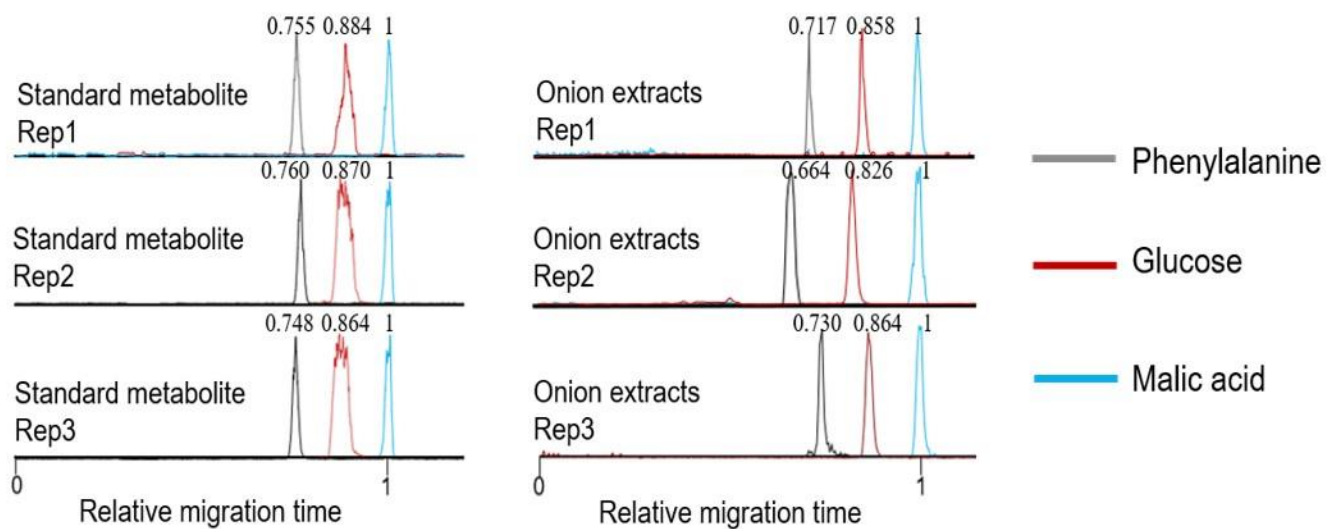 0.755 0.884 1
Standard metabolite
Rep1
0.760 0.870 1
Standard metabolite
Rep2
0.748 0.864 1
Standard metabolite
Rep3
0 1
Relative migration time
0.717 0.858 1
Onion extracts
Rep1
0.664 0.826 1
Onion extracts
Rep2
0.730 0.864 1
Onion extracts
Rep3
0 1
Relative migration time
Phenylalanine
Glucose
Malic acid